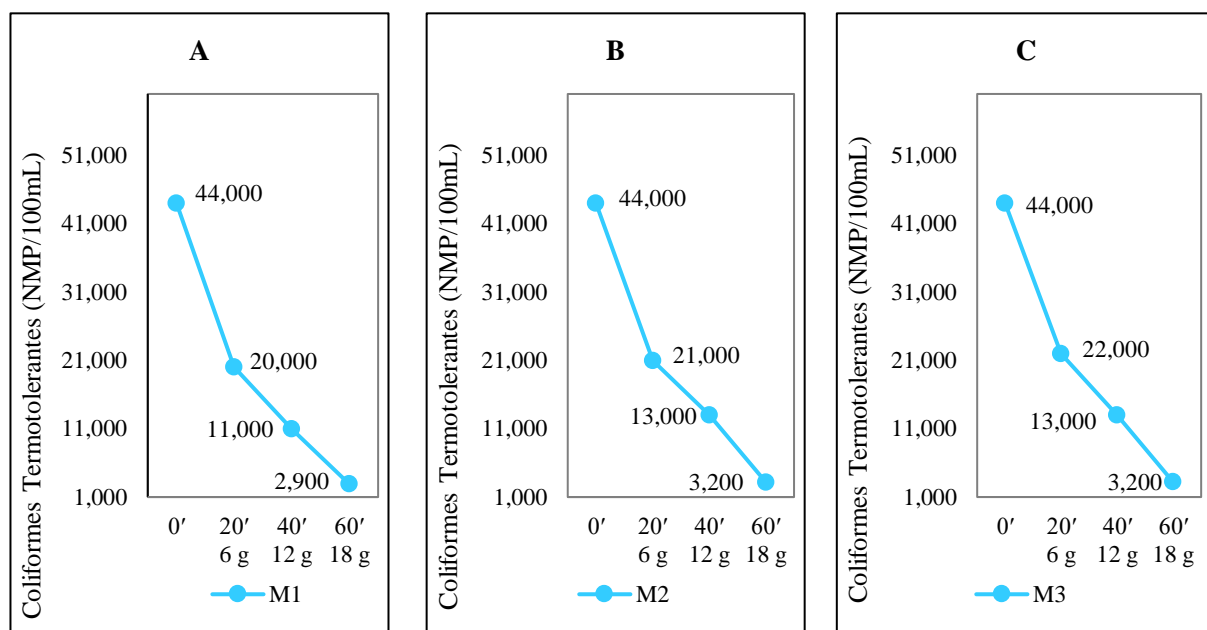 A
Coliformes Termotolerantes (NMP/100mL)
51,000
41,000
31,000
21,000
11,000
1,000
44,000
20,000
11,000
2,900
0′ 20′ 40′ 60′
6 g 12 g 18 g
M1
B
Coliformes Termotolerantes (NMP/100mL)
51,000
41,000
31,000
21,000
11,000
1,000
44,000
21,000
13,000
3,200
0′ 20′ 40′ 60′
6 g 12 g 18 g
M2
C
Coliformes Termotolerantes (NMP/100mL)
51,000
41,000
31,000
21,000
11,000
1,000
44,000
22,000
13,000
3,200
0′ 20′ 40′ 60′
6 g 12 g 18 g
M3